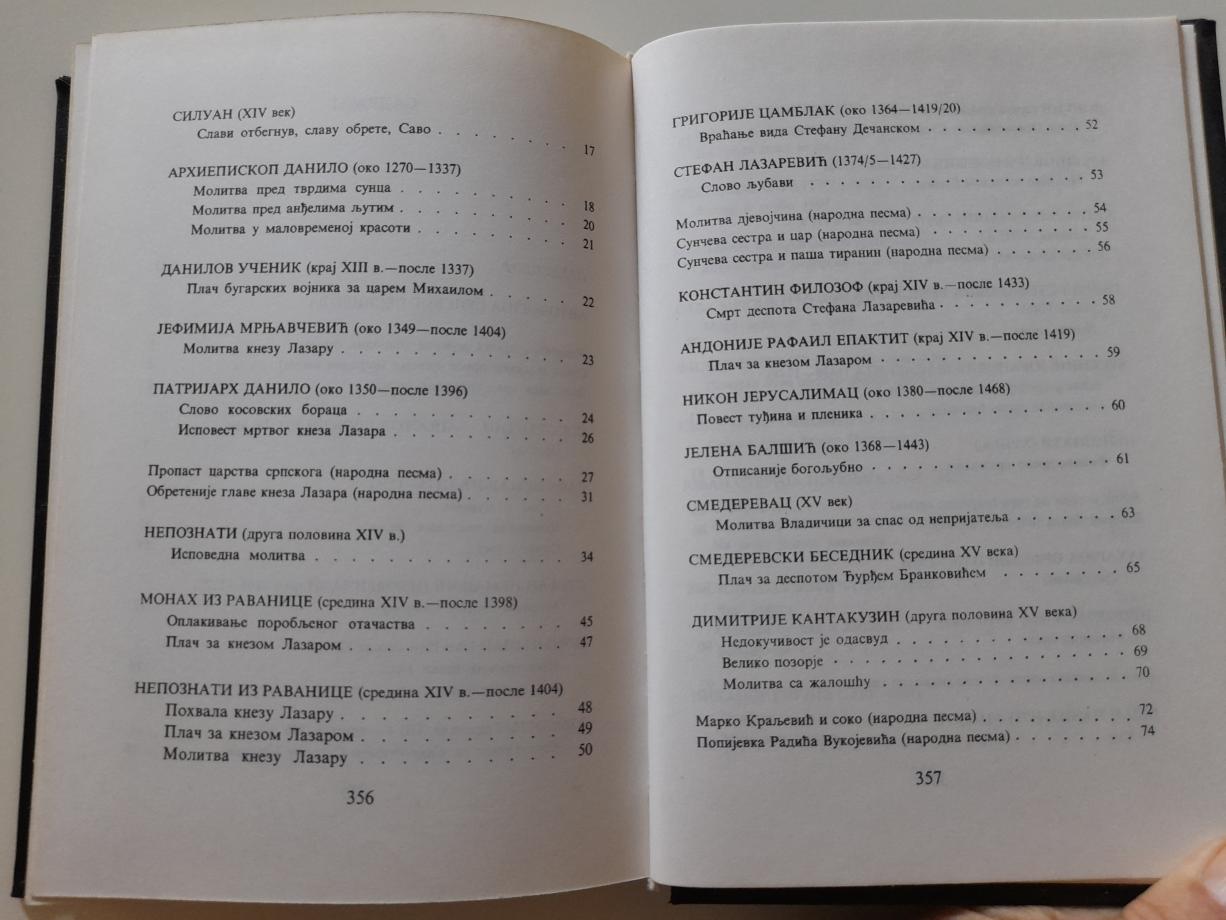 СИЛУАН (XIV век)
Слави отбегнув, славу обрете, Саво . . . . . . . . . 17
АРХИЕПИСКОП ДАНИЛО (око 1270—1337)
Молитва пред тврдима сунца . . . . . . . . . . . 18
Молитва пред анђелима љутим . . . . . . . . . . . 20
Молитва у маловременој красоти . . . . . . . . . . 21
ДАНИЛОВ УЧЕНИК (крај XIII в.—после 1337)
Плач бугарских војника за царем Михаилом . . . . . . 22
ЈЕФИМИЈА МРЊАВЧЕВИЋ (око 1349—после 1404)
Молитва кнезу Лазару . . . . . . . . . . . . . . 23
ПАТРИЈАРХ ДАНИЛО (око 1350—после 1396)
Слово косовских бораца . . . . . . . . . . . . . 24
Исповест мртвог кнеза Лазара . . . . . . . . . . . 26
Пропаст царства српскога (народна песма) . . . . . . . . 27
Обретеније главе кнеза Лазара (народна песма) . . . . . . . 31
НЕПОЗНАТИ (друга половина XIV в.)
Исповедна молитва . . . . . . . . . . . . . . . 34
МОНАХ ИЗ РАВАНИЦЕ (средина XIV в.—после 1398)
Оплакивање поробљеног отачаства . . . . . . . . . 45
Плач за кнезом Лазаром . . . . . . . . . . . . . 47
НЕПОЗНАТИ ИЗ РАВАНИЦЕ (средина XIV в.—после 1404)
Похвала кнезу Лазару . . . . . . . . . . . . . 48
Плач за кнезом Лазаром . . . . . . . . . . . . 49
Молитва кнезу Лазару . . . . . . . . . . . . 50
356
ГРИГОРИЈЕ ЦАМБЛАК (око 1364—1419/20)
Враћање вида Стефану Дечанском . . . . . . . . . . 52
СТЕФАН ЛАЗАРЕВИЋ (1374/5—1427)
Слово љубави . . . . . . . . . . . . . . . . . 53
Молитва дјевојчина (народна песма) . . . . . . . . . . . 54
Сунчева сестра и цар (народна песма) . . . . . . . . . . 55
Сунчева сестра и паша тиранин (народна песма) . . . . . . . 56
КОНСТАНТИН ФИЛОЗОФ (крај XIV в.—после 1433)
Смрт деспота Стефана Лазаревића . . . . . . . . . . 58
АНДОНИЈЕ РАФАИЛ ЕПАКТИТ (крај XIV в.—после 1419)
Плач за кнезом Лазаром . . . . . . . . . . . . . 59
НИКОН ЈЕРУСАЛИМАЦ (око 1380—после 1468)
Повест туђина и пленика . . . . . . . . . . . . . 60
ЈЕЛЕНА БАЛШИЋ (око 1368—1443)
Отписаније богољубно . . . . . . . . . . . . . . 61
СМЕДЕРЕВАЦ (XV век)
Молитва Владичици за спас од непријатеља . . . . . . . 63
СМЕДЕРЕВСКИ БЕСЕДНИК (средина XV века)
Плач за деспотом Ђурђем Бранковићем . . . . . . . . 65
ДИМИТРИЈЕ КАНТАКУЗИН (друга половина XV века)
Недокучивост је одасвуд . . . . . . . . . . . . . 68
Велико позорје . . . . . . . . . . . . . . . . . 69
Молитва са жалошћу . . . . . . . . . . . . . . 70
Марко Краљевић и соко (народна песма) . . . . . . . . . 72
Попијевка Радића Вукојевића (народна песма) . . . . . . . . 74
357